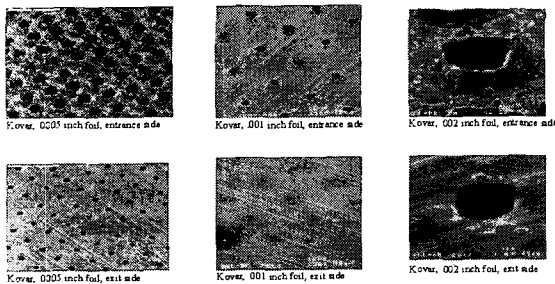 Kovar, .0005 inch foil, entrance side
Kovar, .001 inch foil, entrance side
Kovar, .002 inch foil, entrance side
Kovar, .0005 inch foil, exit side
Kovar, .001 inch foil, exit side
Kovar, .002 inch foil, exit side